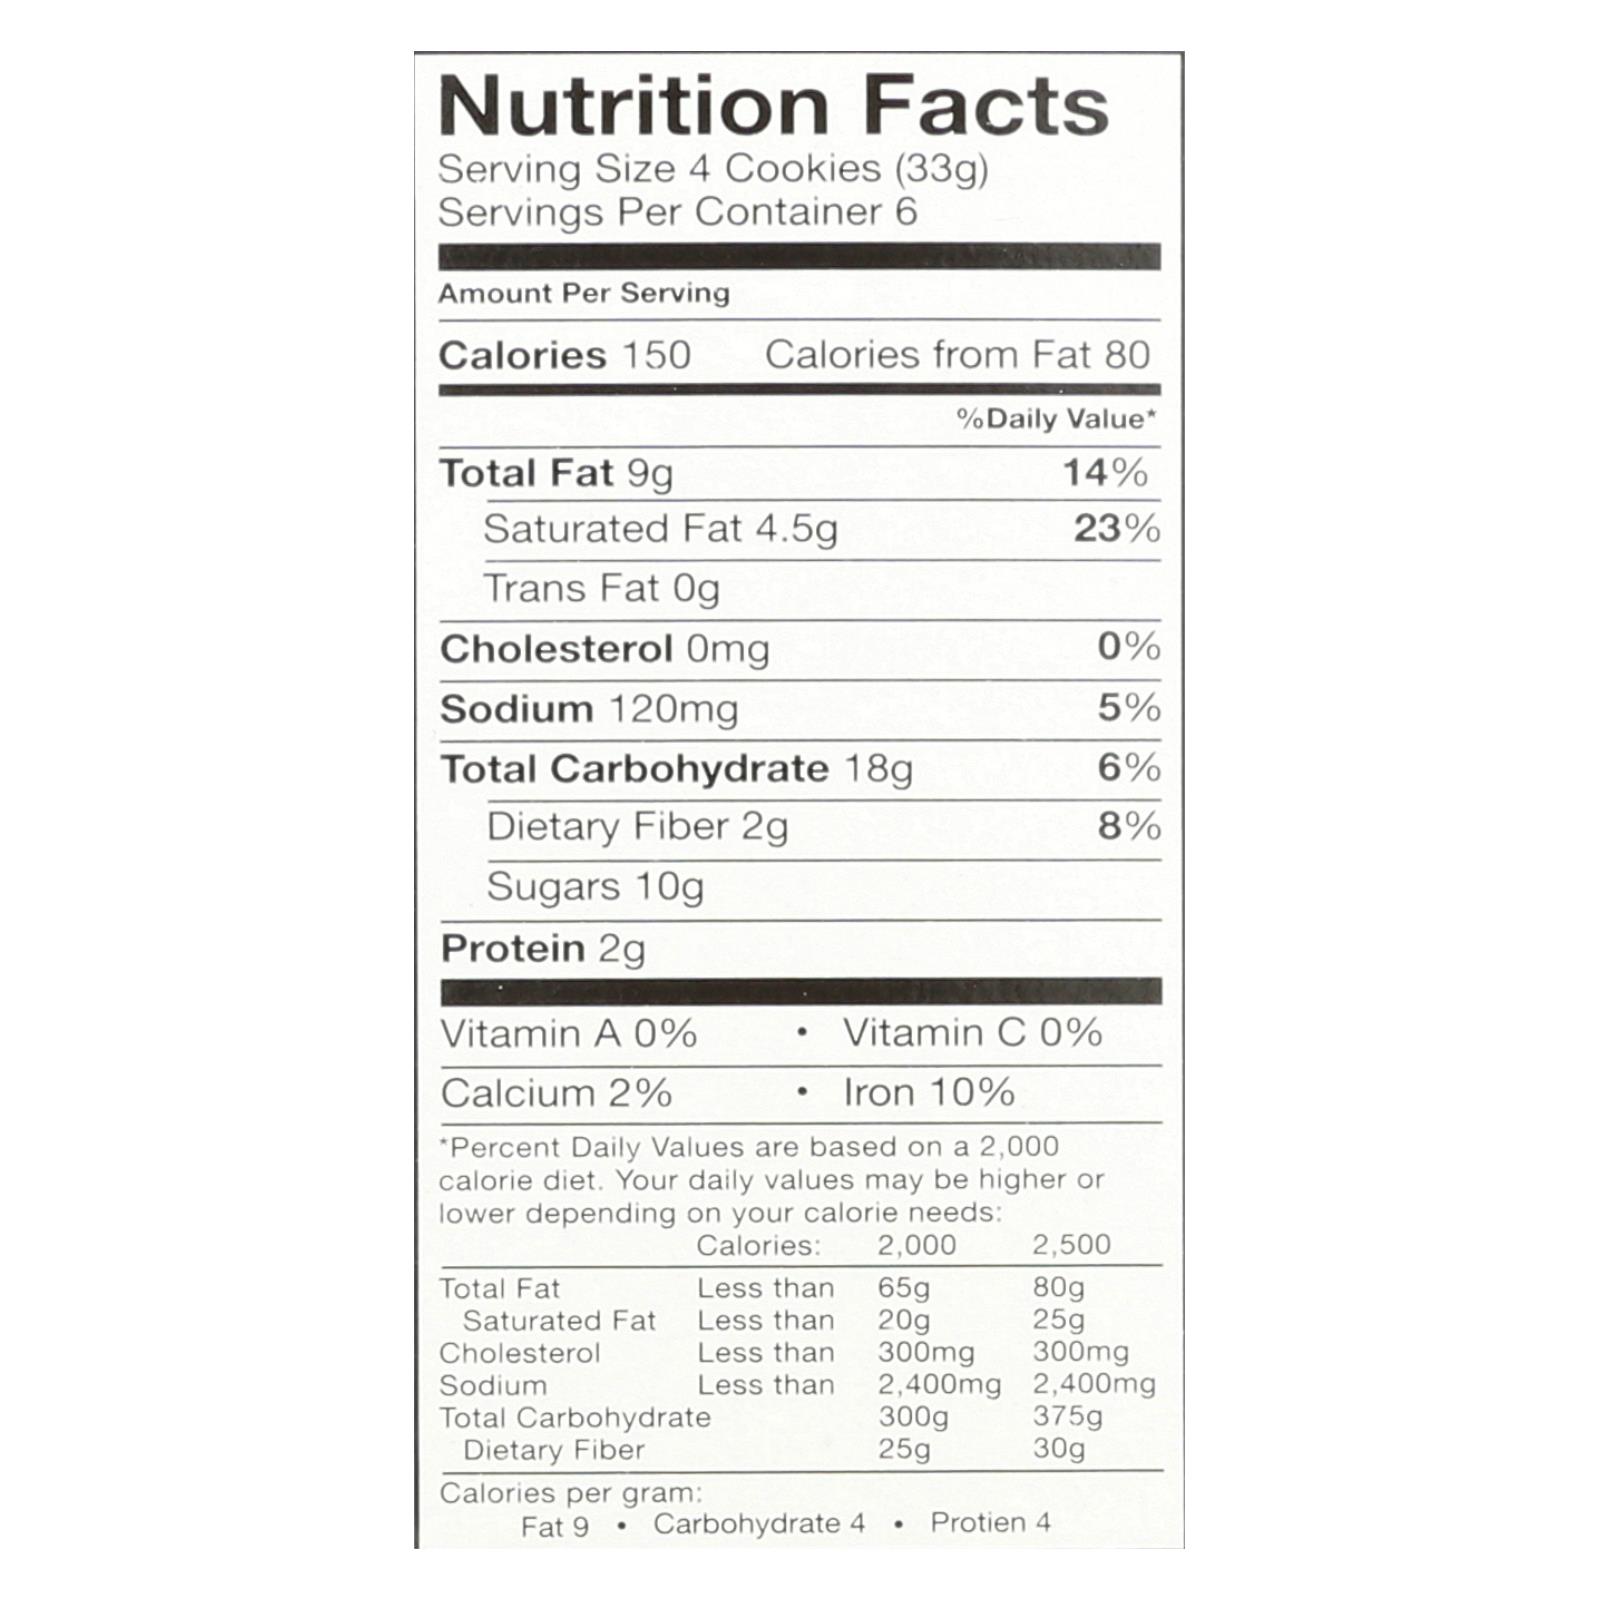 Nutrition Facts
Serving Size 4 Cookies (33g)
Servings Per Container 6
Amount Per Serving
Calories 150 Calories from Fat 80
%Daily Value*
Total Fat 9g 14%
Saturated Fat 4.5g 23%
Trans Fat 0g
Cholesterol 0mg 0%
Sodium 120mg 5%
Total Carbohydrate 18g 6%
Dietary Fiber 2g 8%
Sugars 10g
Protein 2g
Vitamin A 0% • Vitamin C 0%
Calcium 2% • Iron 10%
*Percent Daily Values are based on a 2,000
calorie diet. Your daily values may be higher or
lower depending on your calorie needs:
Calories: 2,000 2,500
Total Fat Less than 65g 80g
Saturated Fat Less than 20g 25g
Cholesterol Less than 300mg 300mg
Sodium Less than 2,400mg 2,400mg
Total Carbohydrate 300g 375g
Dietary Fiber 25g 30g
Calories per gram:
Fat 9 • Carbohydrate 4 • Protien 4